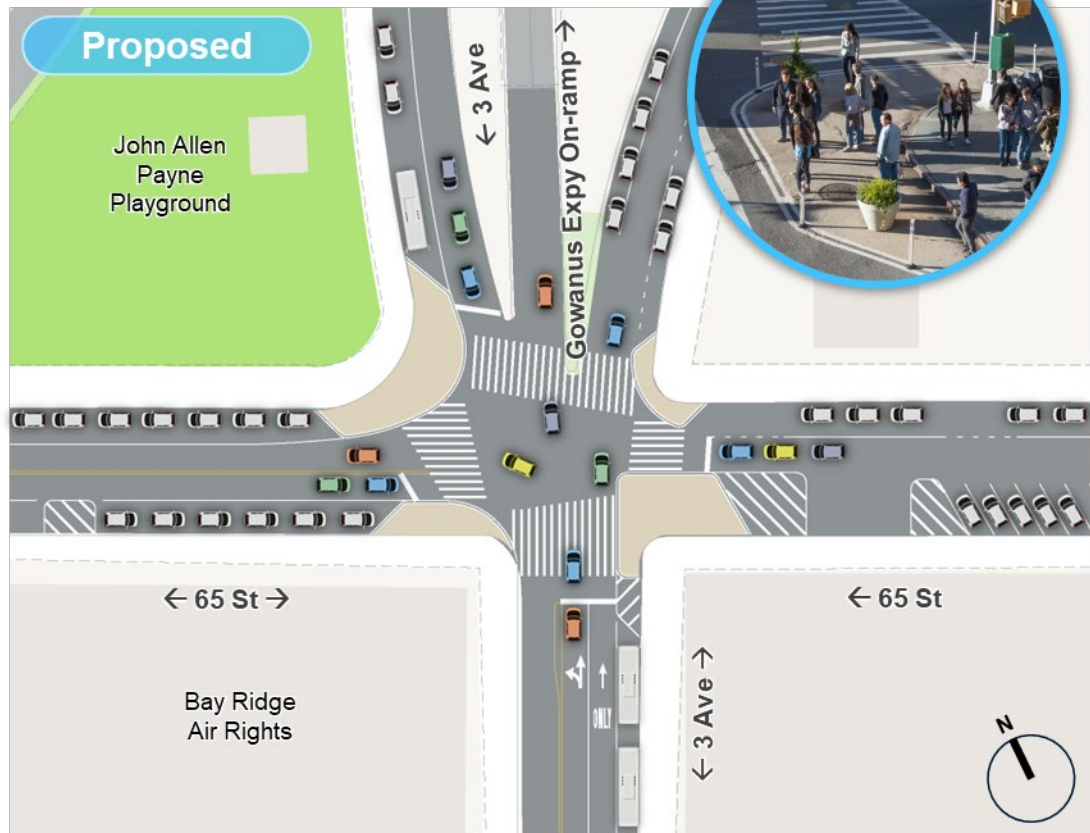 Proposed
John Allen
Payne
Playground
← 3 Ave
Gowanus Expy On-ramp →
← 65 St →
← 65 St
Bay Ridge
Air Rights
ONLY
← 3 Ave →
N